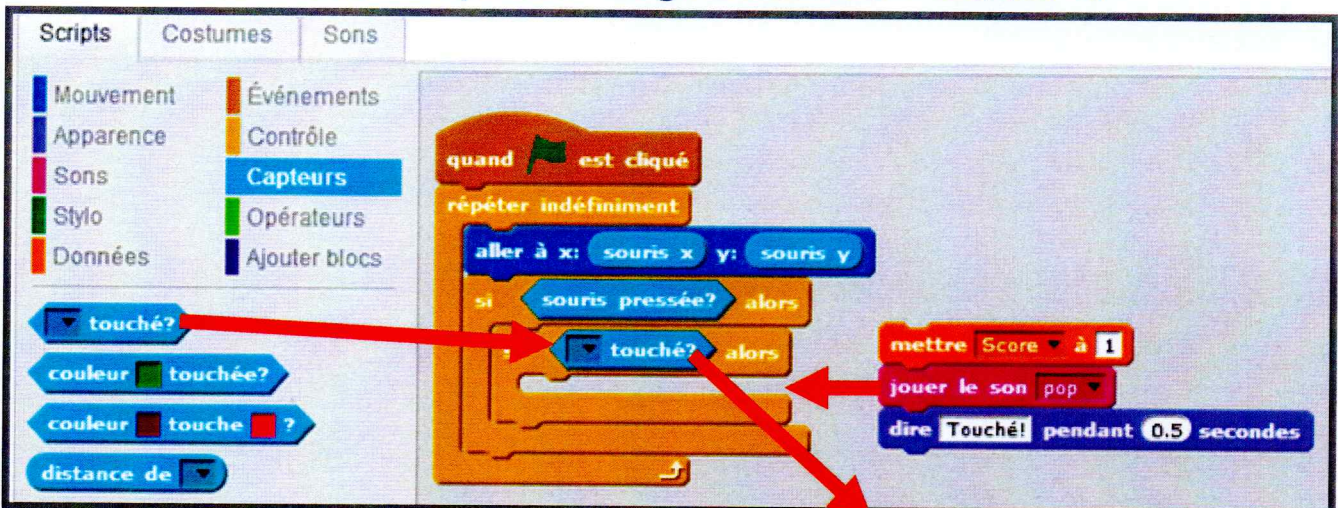 Scripts Costumes Sons
Mouvement Événements
Apparence Contrôle
Sons Capteurs
Stylo Opérateurs
Données Ajouter blocs
touché?
couleur touchée?
couleur touche ?
distance de
quand est cliqué
répéter indéfiniment
aller à x: souris x y: souris y
si souris pressée? alors
touché? alors
mettre Score à 1
jouer le son pop
dire Touché! pendant 0.5 secondes